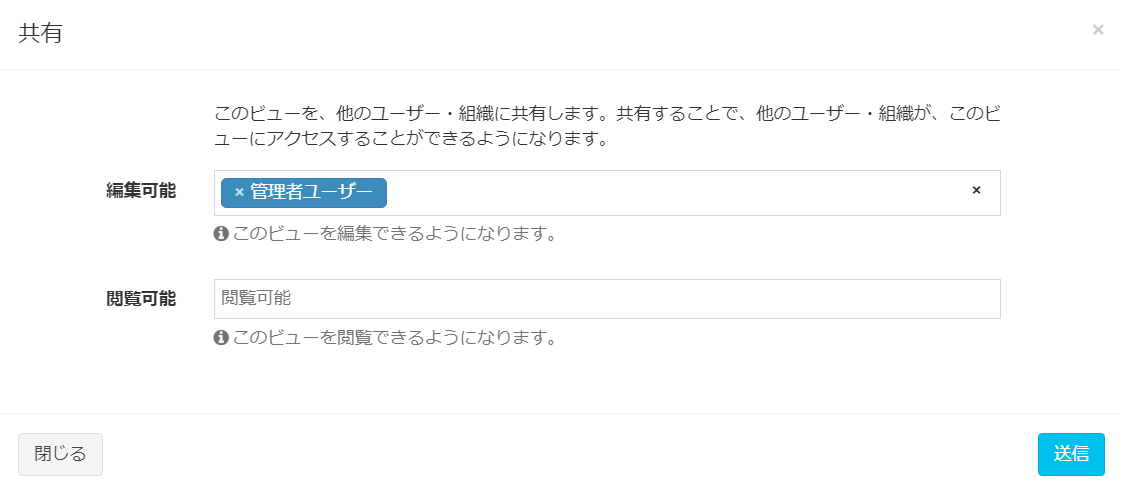 共有
×
このビューを、他のユーザー・組織に共有します。共有することで、他のユーザー・組織が、このビ
ューにアクセスすることができるようになります。
編集可能
× 管理者ユーザー
×
このビューを編集できるようになります。
閲覧可能
閲覧可能
このビューを閲覧できるようになります。
閉じる
送信